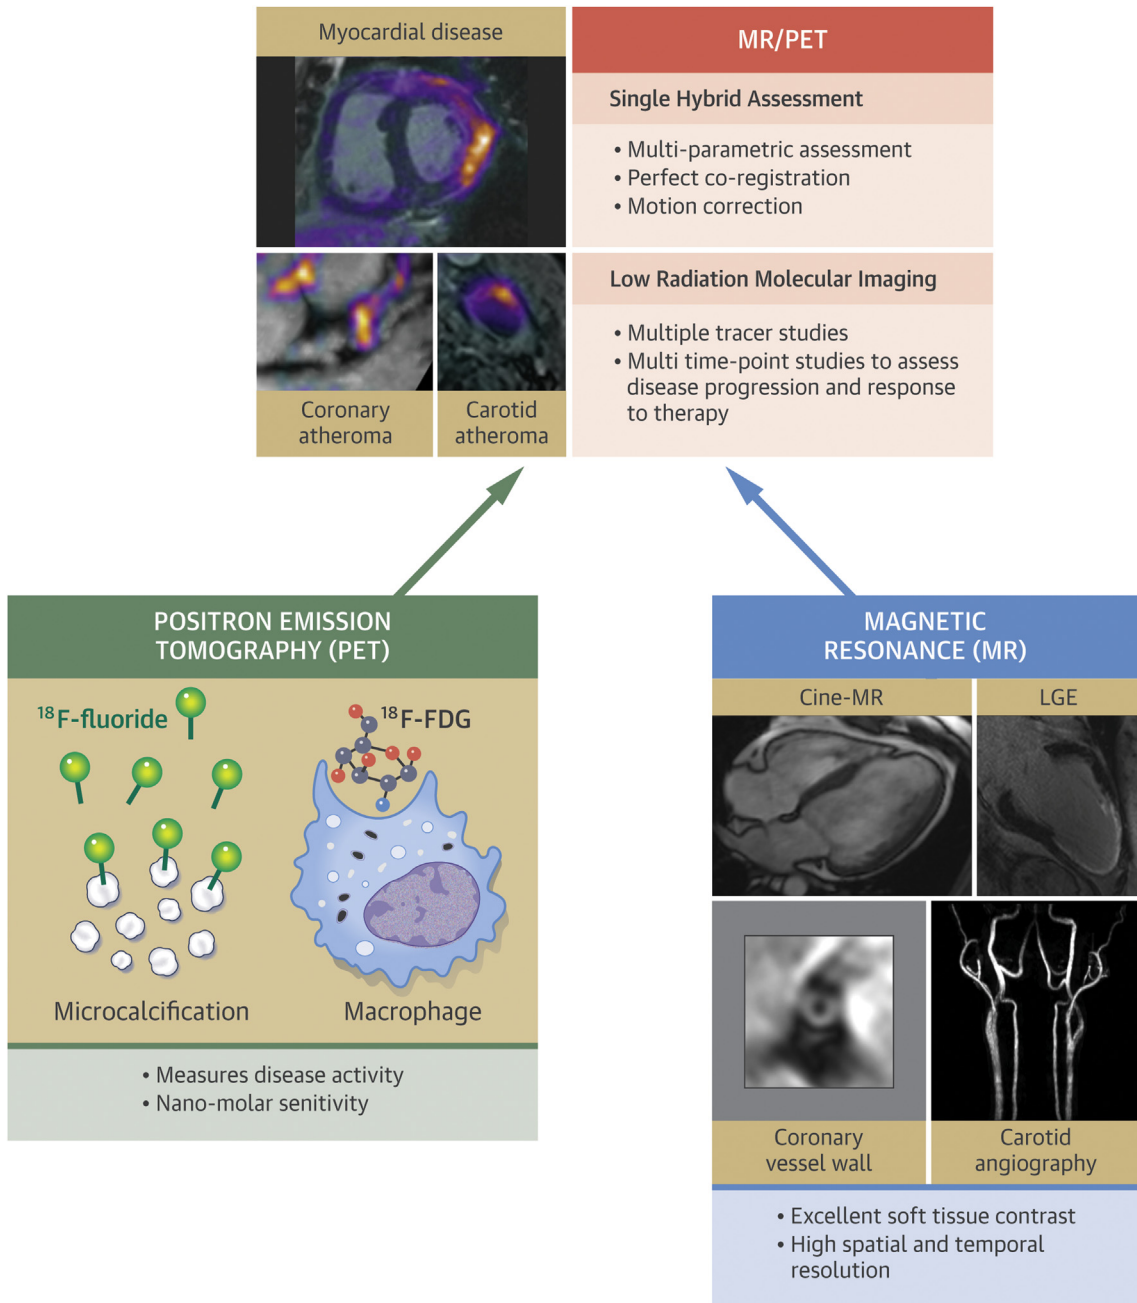 Myocardial disease
MR/PET
Single Hybrid Assessment
• Multi-parametric assessment
• Perfect co-registration
• Motion correction
Low Radiation Molecular Imaging
• Multiple tracer studies
• Multi time-point studies to assess
disease progression and response
to therapy
Coronary
atheroma
Carotid
atheroma
POSITRON EMISSION
TOMOGRAPHY (PET)
¹⁸F-fluoride
¹⁸F-FDG
Microcalcification
Macrophage
• Measures disease activity
• Nano-molar senitivity
MAGNETIC
RESONANCE (MR)
Cine-MR
LGE
Coronary
vessel wall
Carotid
angiography
• Excellent soft tissue contrast
• High spatial and temporal
resolution